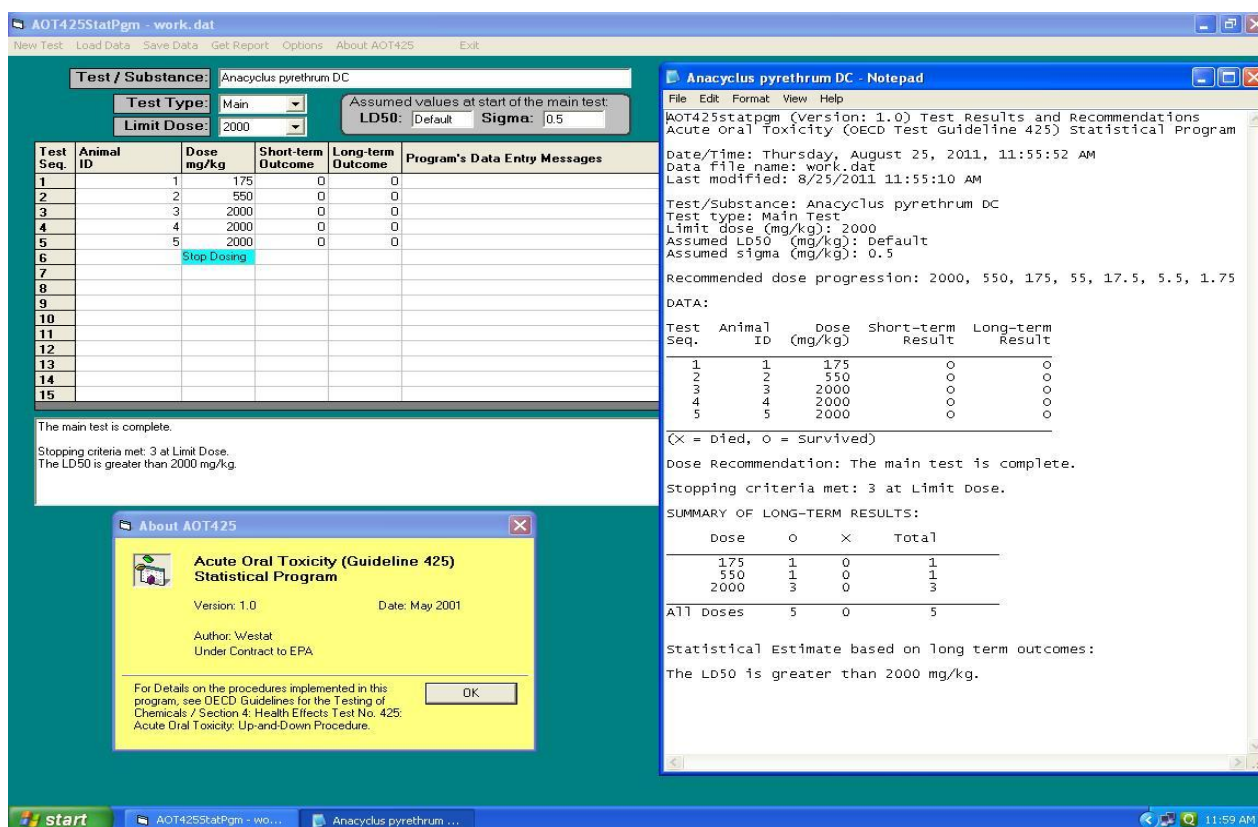 AOT425StatPgm - work.dat
New Test Load Data Save Data Get Report Options About AOT425 Exit
Test / Substance: Anacyclus pyrethrum DC
Test Type: Main
Limit Dose: 2000
Assumed values at start of the main test:
LD50: Default Sigma: 0.5
Test Seq. Animal ID Dose mg/kg Short-term Outcome Long-term Outcome Program's Data Entry Messages
1 1 175 O O
2 2 550 O O
3 3 2000 O O
4 4 2000 O O
5 5 2000 O O
6 Stop Dosing
7
8
9
10
11
12
13
14
15
The main test is complete.
Stopping criteria met: 3 at Limit Dose.
The LD50 is greater than 2000 mg/kg.
About AOT425
Acute Oral Toxicity (Guideline 425)
Statistical Program
Version: 1.0 Date: May 2001
Author: Westat
Under Contract to EPA
For Details on the procedures implemented in this
program, see OECD Guidelines for the Testing of
Chemicals / Section 4: Health Effects Test No. 425:
Acute Oral Toxicity: Up-and-Down Procedure.
OK
Anacyclus pyrethrum DC - Notepad
File Edit Format View Help
AOT425statpgm (Version: 1.0) Test Results and Recommendations
Acute Oral Toxicity (OECD Test Guideline 425) Statistical Program
Date/Time: Thursday, August 25, 2011, 11:55:52 AM
Data file name: work.dat
Last modified: 8/25/2011 11:55:10 AM
Test/Substance: Anacyclus pyrethrum DC
Test type: Main Test
Limit dose (mg/kg): 2000
Assumed LD50 (mg/kg): Default
Assumed sigma (mg/kg): 0.5
Recommended dose progression: 2000, 550, 175, 55, 17.5, 5.5, 1.75
DATA:
Test Animal Dose Short-term Long-term
Seq. ID (mg/kg) Result Result
1 1 175 O O
2 2 550 O O
3 3 2000 O O
4 4 2000 O O
5 5 2000 O O
(X = Died, O = Survived)
Dose Recommendation: The main test is complete.
Stopping criteria met: 3 at Limit Dose.
SUMMARY OF LONG-TERM RESULTS:
Dose O X Total
175 1 0 1
550 1 0 1
2000 3 0 3
All Doses 5 0 5
Statistical Estimate based on long term outcomes:
The LD50 is greater than 2000 mg/kg.
start AOT425StatPgm - wo... Anacyclus pyrethrum ... 11:59 AM